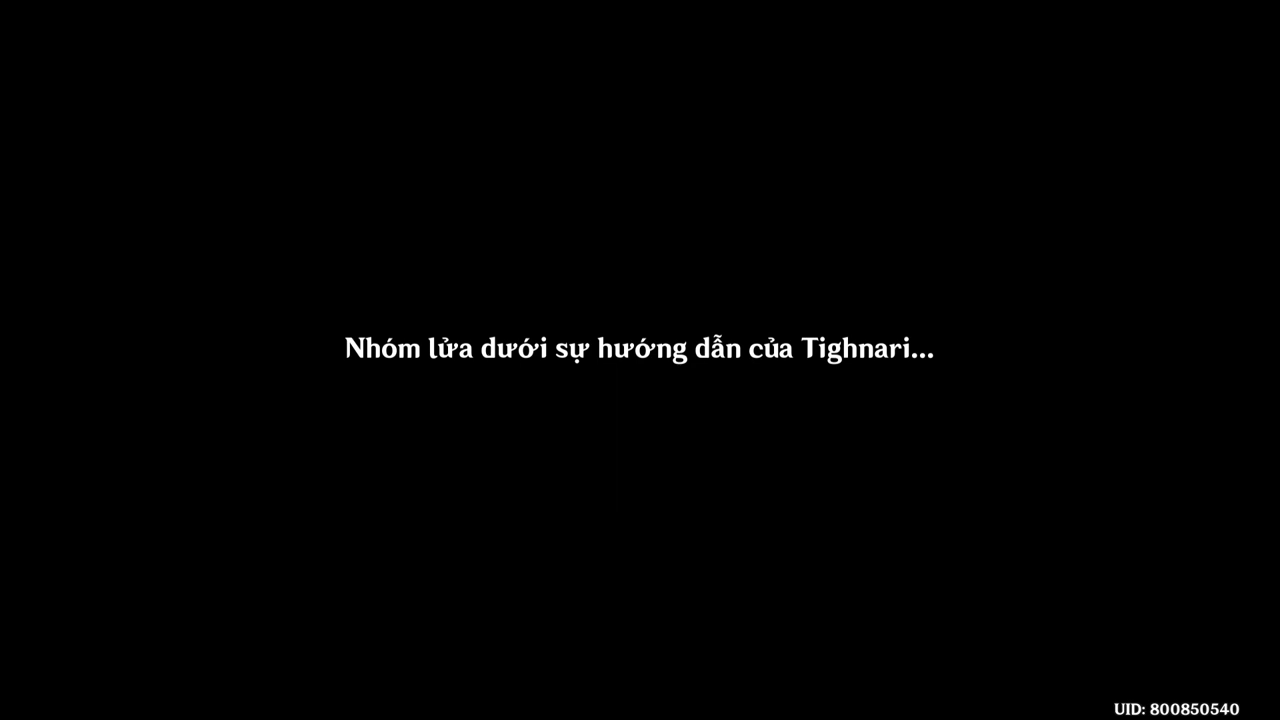 Nhóm lửa dưới sự hướng dẫn của Tighnari...
UID: 800850540